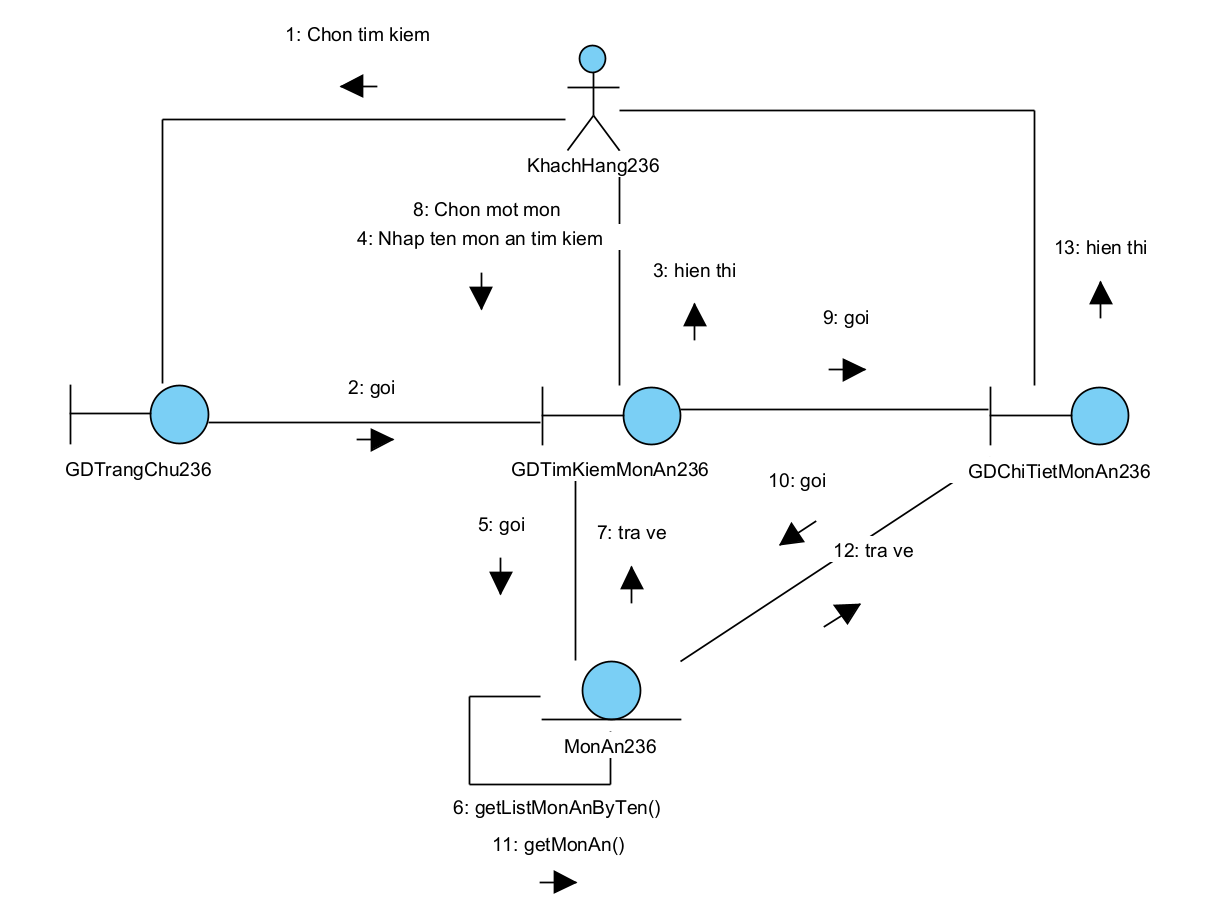 1: Chon tim kiem
KhachHang236
8: Chon mot mon
4: Nhap ten mon an tim kiem
13: hien thi
3: hien thi
9: goi
2: goi
GDTrangChu236
GDTimKiemMonAn236
GDChiTietMonAn236
10: goi
5: goi
7: tra ve
12: tra ve
MonAn236
6: getListMonAnByTen()
11: getMonAn()